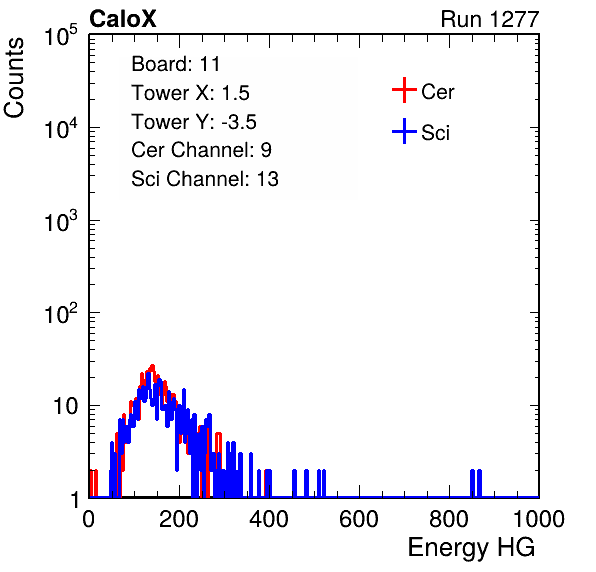 CaloX Run 1277
Counts
10^5
10^4
10^3
10^2
10
1
Board: 11
Tower X: 1.5
Tower Y: -3.5
Cer Channel: 9
Sci Channel: 13
Cer
Sci
0 200 400 600 800 1000
Energy HG